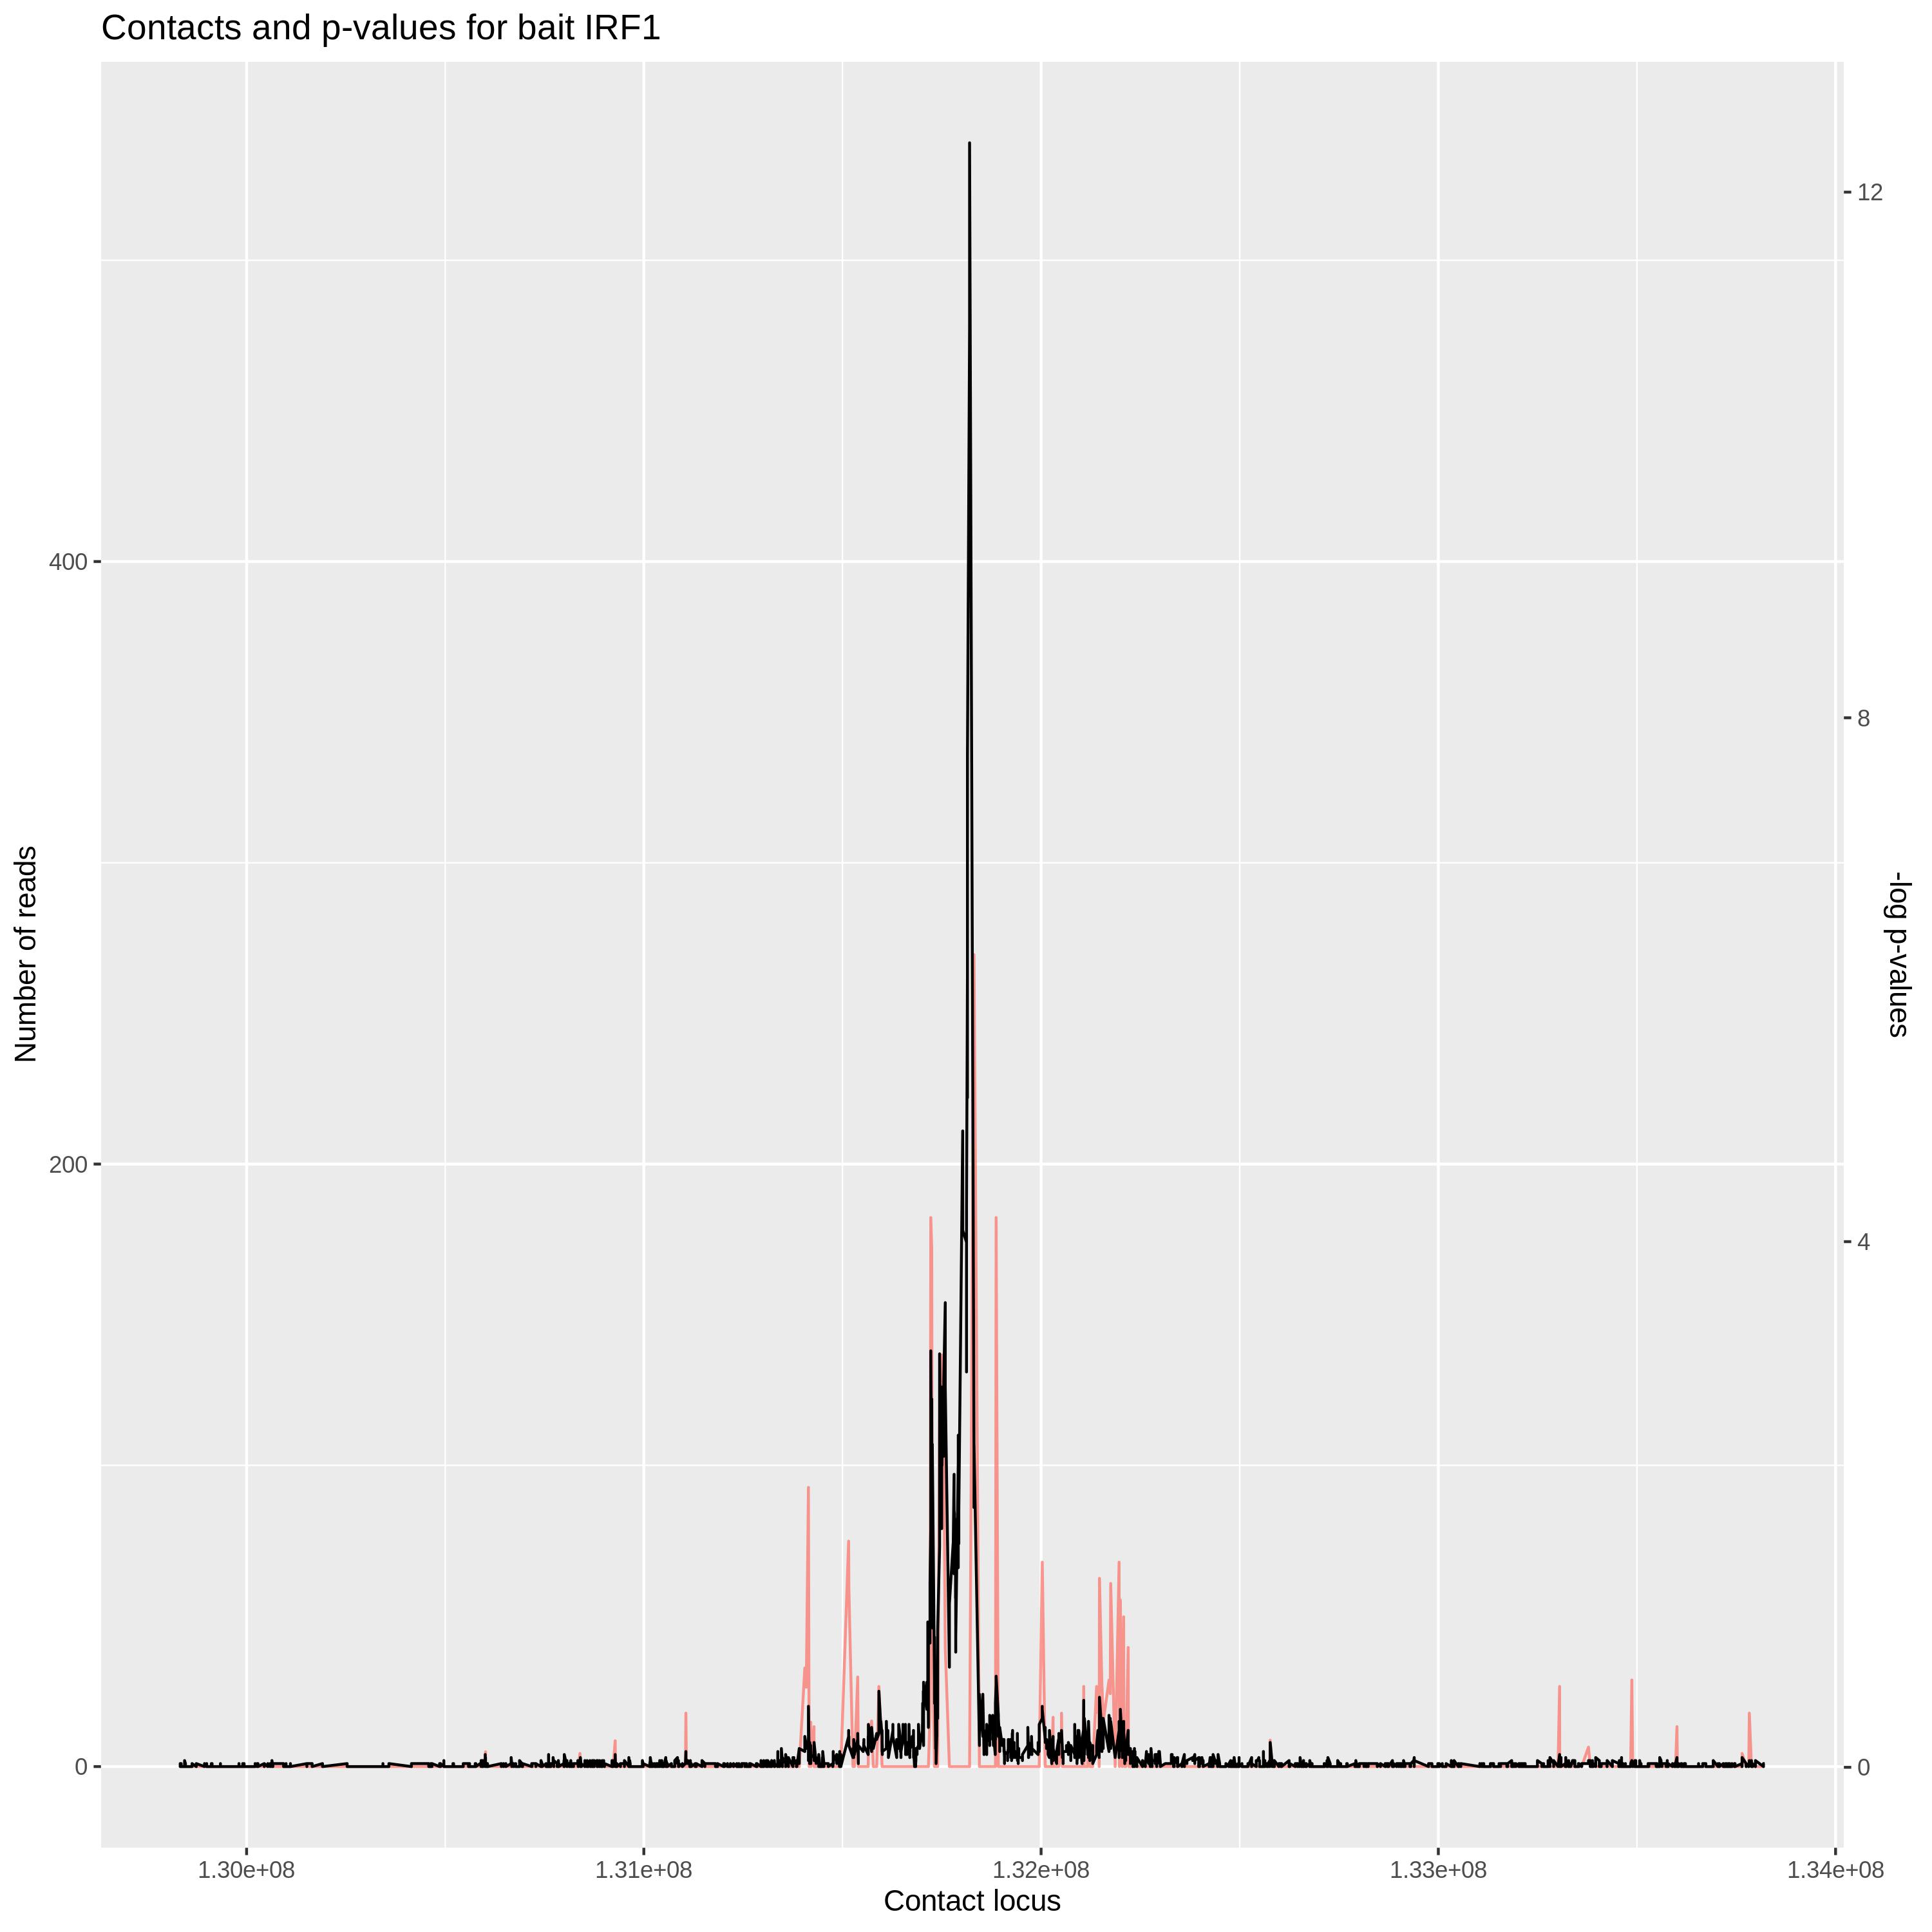 Contacts and p-values for bait IRF1
12
400
8
Number of reads
-log p-values
200
4
0
0
1.30e+08
1.31e+08
1.32e+08
1.33e+08
1.34e+08
Contact locus